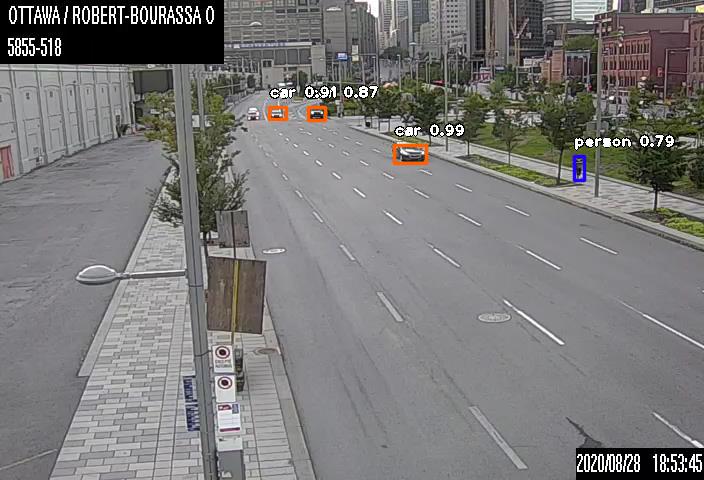 OTTAWA / ROBERT-BOURASSA O
5855-518
car 0.91 0.87
car 0.99
person 0.79
2020/08/28 18:53:45